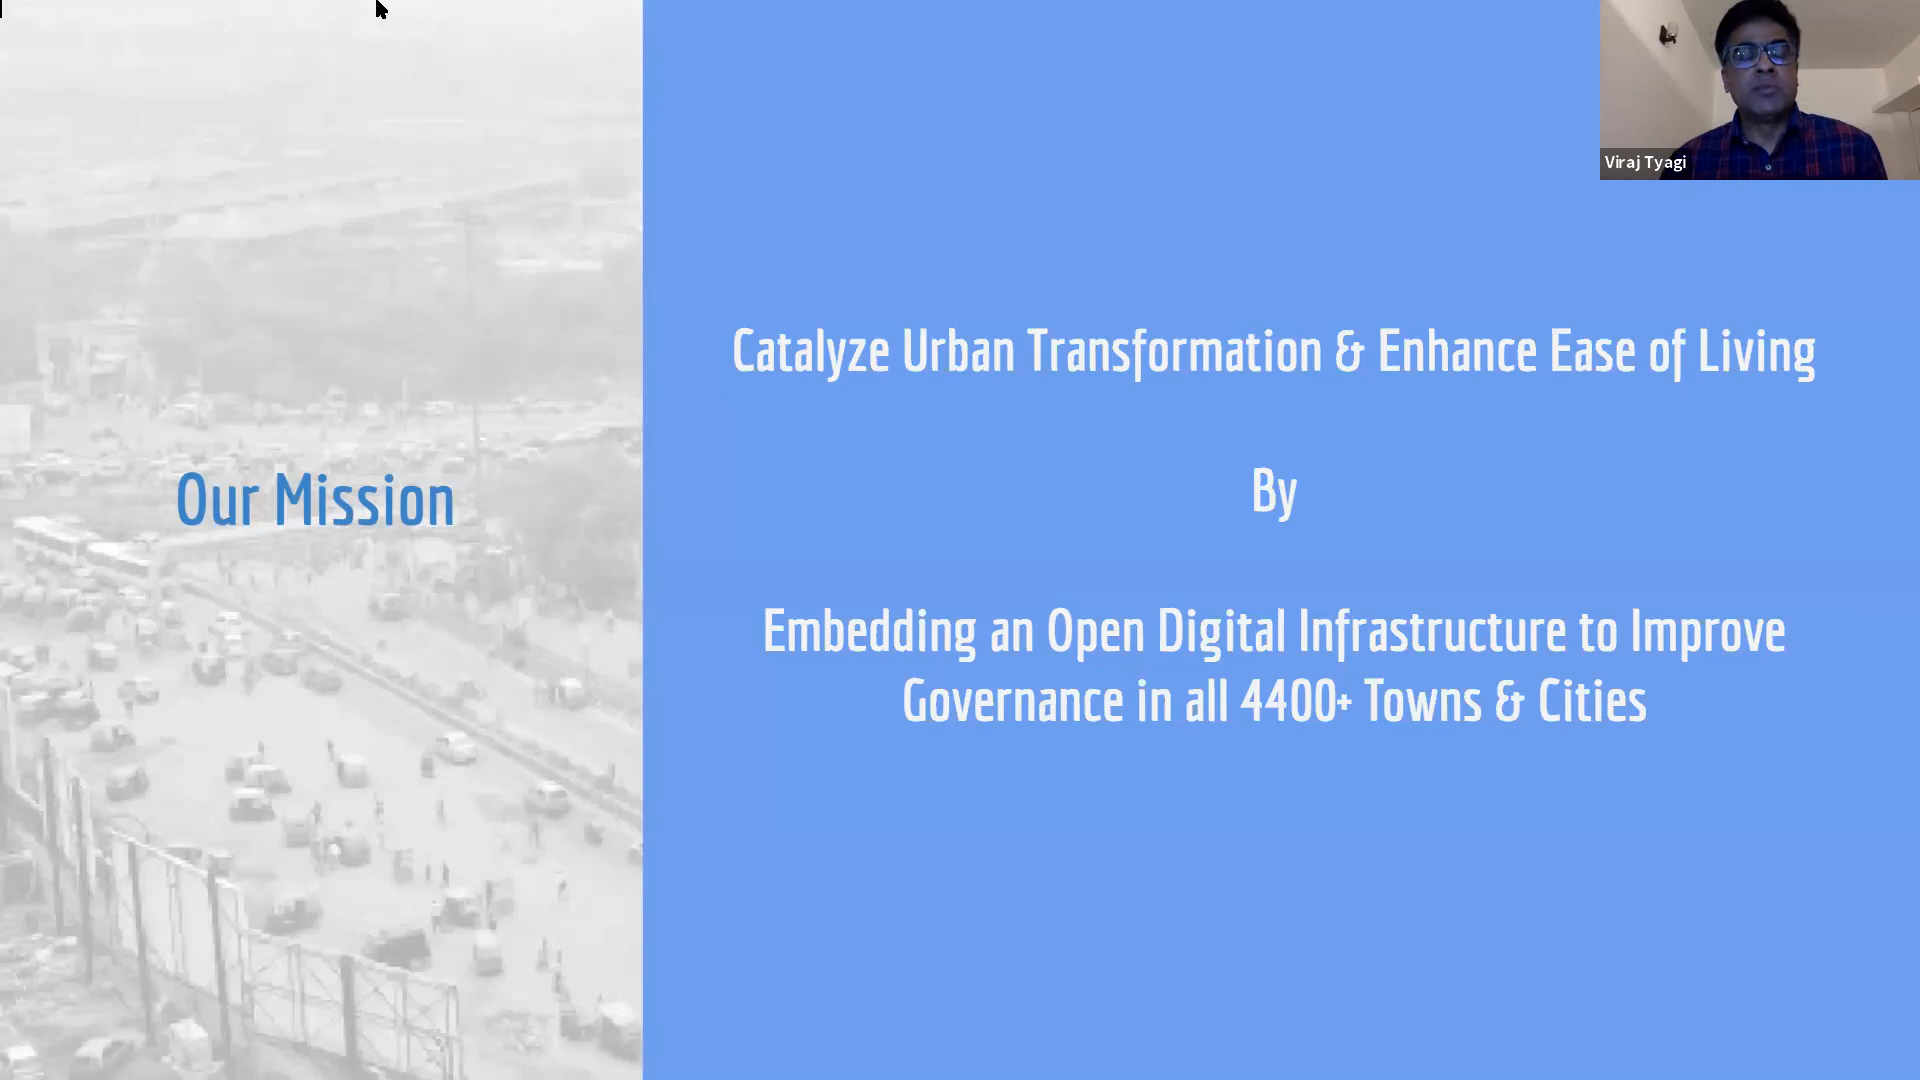 Our Mission
Catalyze Urban Transformation & Enhance Ease of Living
By
Embedding an Open Digital Infrastructure to Improve
Governance in all 4400+ Towns & Cities
Viraj Tyagi